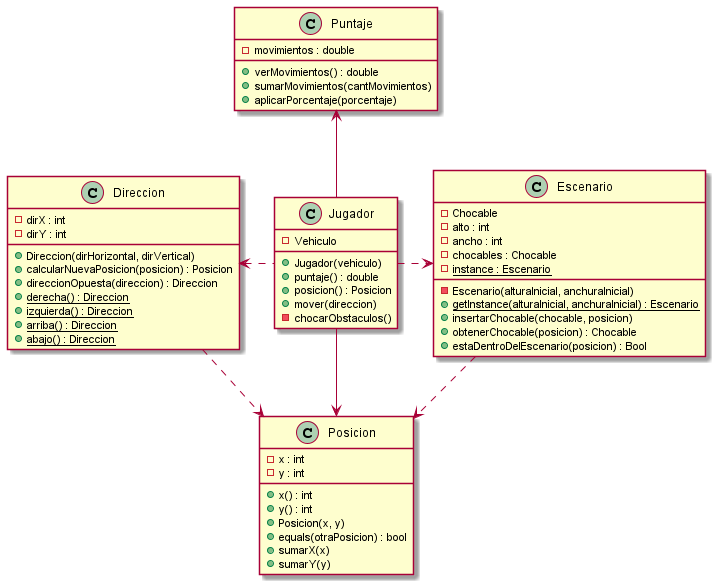 C Puntaje
movimientos : double
verMovimientos() : double
sumarMovimientos(cantMovimientos)
aplicarPorcentaje(porcentaje)
C Direccion
dirX : int
dirY : int
Direccion(dirHorizontal, dirVertical)
calcularNuevaPosicion(posicion) : Posicion
direccionOpuesta(direccion) : Direccion
derecha() : Direccion
izquierda() : Direccion
arriba() : Direccion
abajo() : Direccion
C Jugador
Vehiculo
Jugador(vehiculo)
puntaje() : double
posicion() : Posicion
mover(direccion)
chocarObstaculos()
C Escenario
Chocable
alto : int
ancho : int
chocables : Chocable
instance : Escenario
Escenario(alturaInicial, anchuraInicial)
getInstance(alturaInicial, anchuraInicial) : Escenario
insertarChocable(chocable, posicion)
obtenerChocable(posicion) : Chocable
estaDentroDelEscenario(posicion) : Bool
C Posicion
x : int
y : int
x() : int
y() : int
Posicion(x, y)
equals(otraPosicion) : bool
sumarX(x)
sumarY(y)